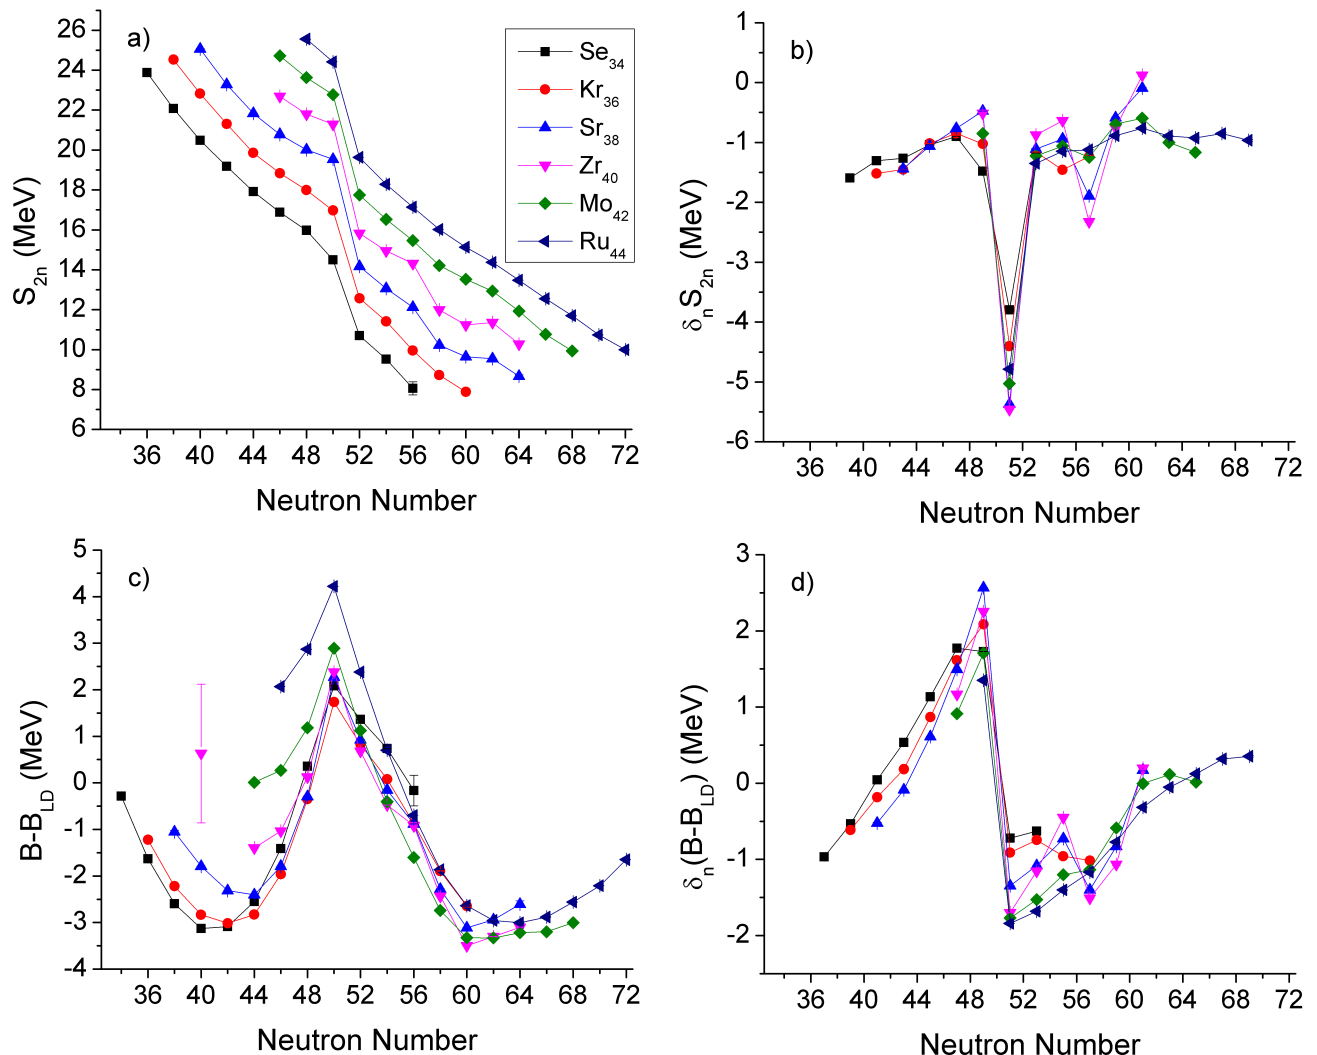 a)
S2n (MeV)
26
24
22
20
18
16
14
12
10
8
6
36 40 44 48 52 56 60 64 68 72
Neutron Number
Se34
Kr36
Sr38
Zr40
Mo42
Ru44
b)
δnS2n (MeV)
1
0
-1
-2
-3
-4
-5
-6
36 40 44 48 52 56 60 64 68 72
Neutron Number
c)
B-BLD (MeV)
5
4
3
2
1
0
-1
-2
-3
-4
36 40 44 48 52 56 60 64 68 72
Neutron Number
d)
δn(B-BLD) (MeV)
3
2
1
0
-1
-2
36 40 44 48 52 56 60 64 68 72
Neutron Number